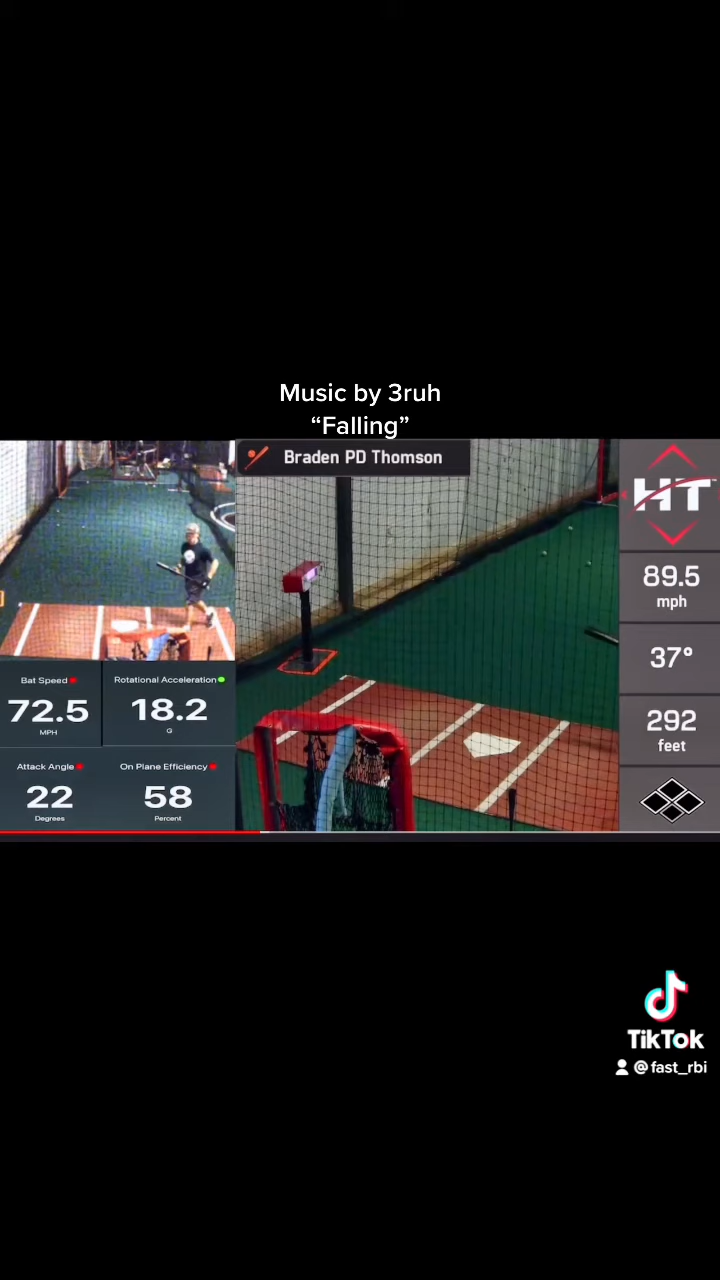 Music by 3ruh
“Falling”
Braden PD Thomson
HT
89.5
mph
37°
292
feet
Bat Speed
72.5
MPH
Rotational Acceleration
18.2
G
Attack Angle
22
Degrees
On Plane Efficiency
58
Percent
TikTok
@fast_rbi